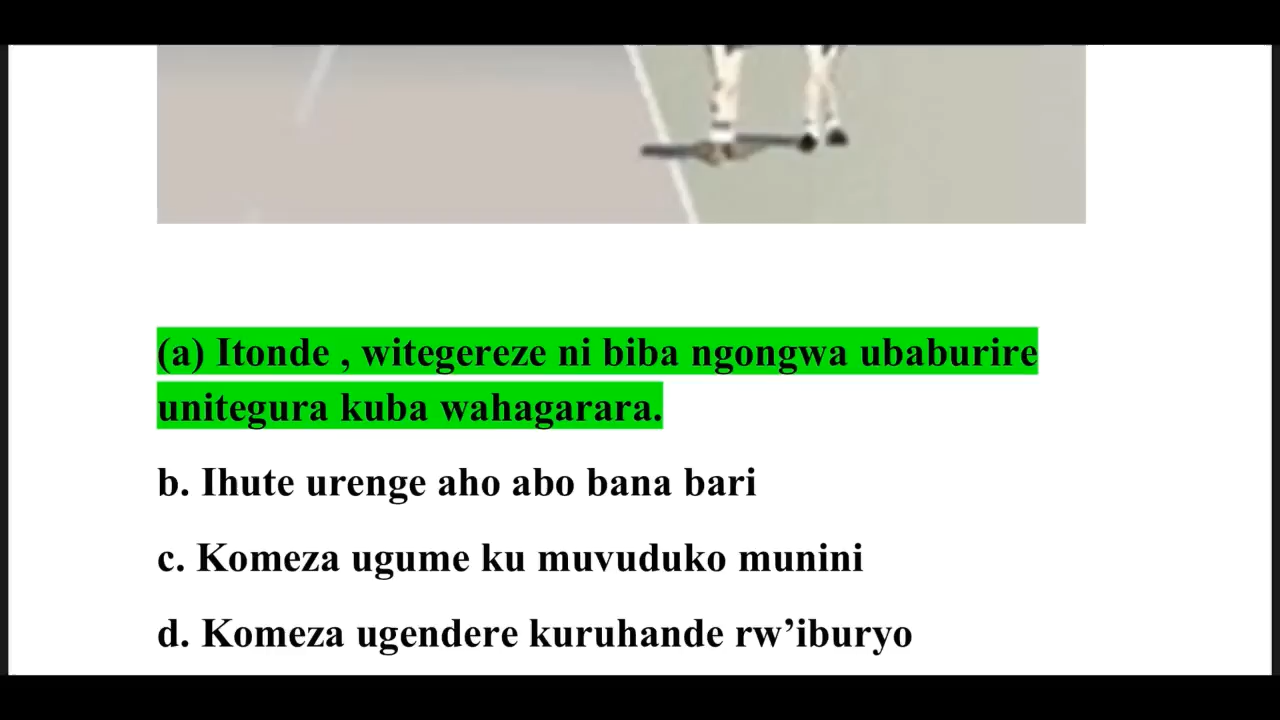 (a) Itonde , witegereze ni biba ngongwa ubaburire
unitegura kuba wahagarara.
b. Ihute urenge aho abo bana bari
c. Komeza ugume ku muvuduko munini
d. Komeza ugendere kuruhande rw’iburyo